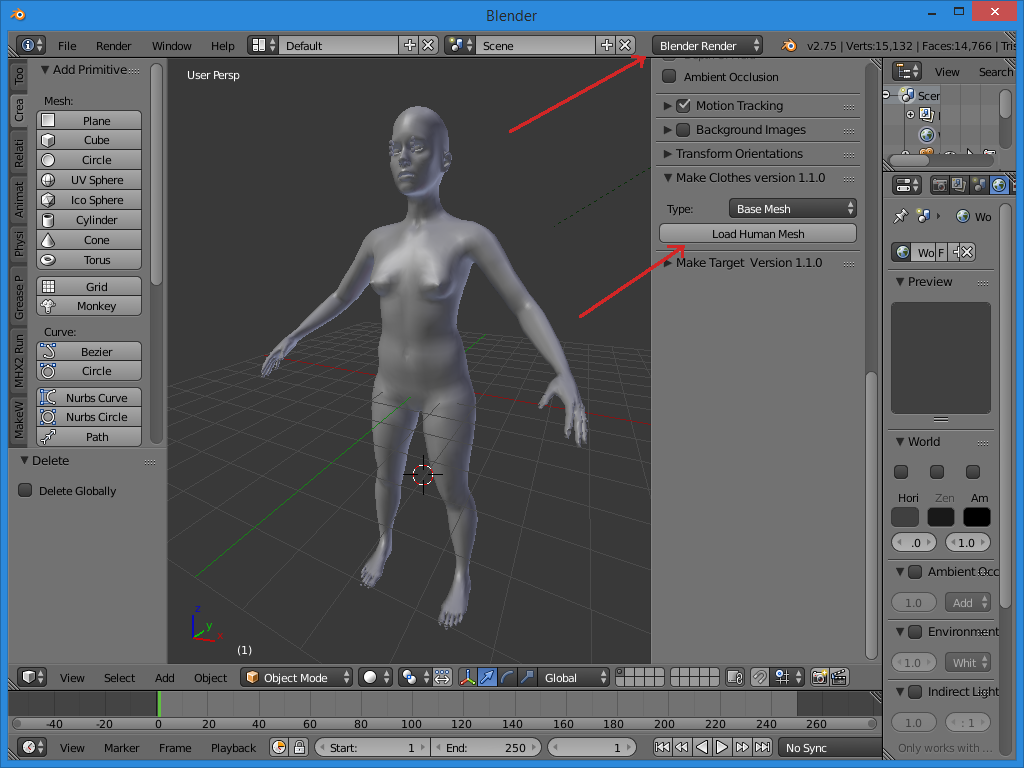 Blender
File Render Window Help Default Scene Blender Render v2.75 | Verts:15,132 | Faces:14,766 | Tris
Too
Crea
Relati
Animat
Physi
Grease P
MHX2 Run
MakeW
Add Primitive
Mesh:
Plane
Cube
Circle
UV Sphere
Ico Sphere
Cylinder
Cone
Torus
Grid
Monkey
Curve:
Bezier
Circle
Nurbs Curve
Nurbs Circle
Path
Delete
Delete Globally
User Persp
z
y
x
(1)
Ambient Occlusion
Motion Tracking
Background Images
Transform Orientations
Make Clothes version 1.1.0
Type: Base Mesh
Load Human Mesh
Make Target Version 1.1.0
View Search
Scen
Wo
Wo F
Preview
World
Hori Zen Am
.0 1.0
Ambient Occ
1.0 Add
Environment
1.0 Whit
Indirect Light
1.0 : 1
Only works with ...
View Select Add Object Object Mode Global
-40 -20 0 20 40 60 80 100 120 140 160 180 200 220 240 260
View Marker Frame Playback Start: 1 End: 250 1 No Sync